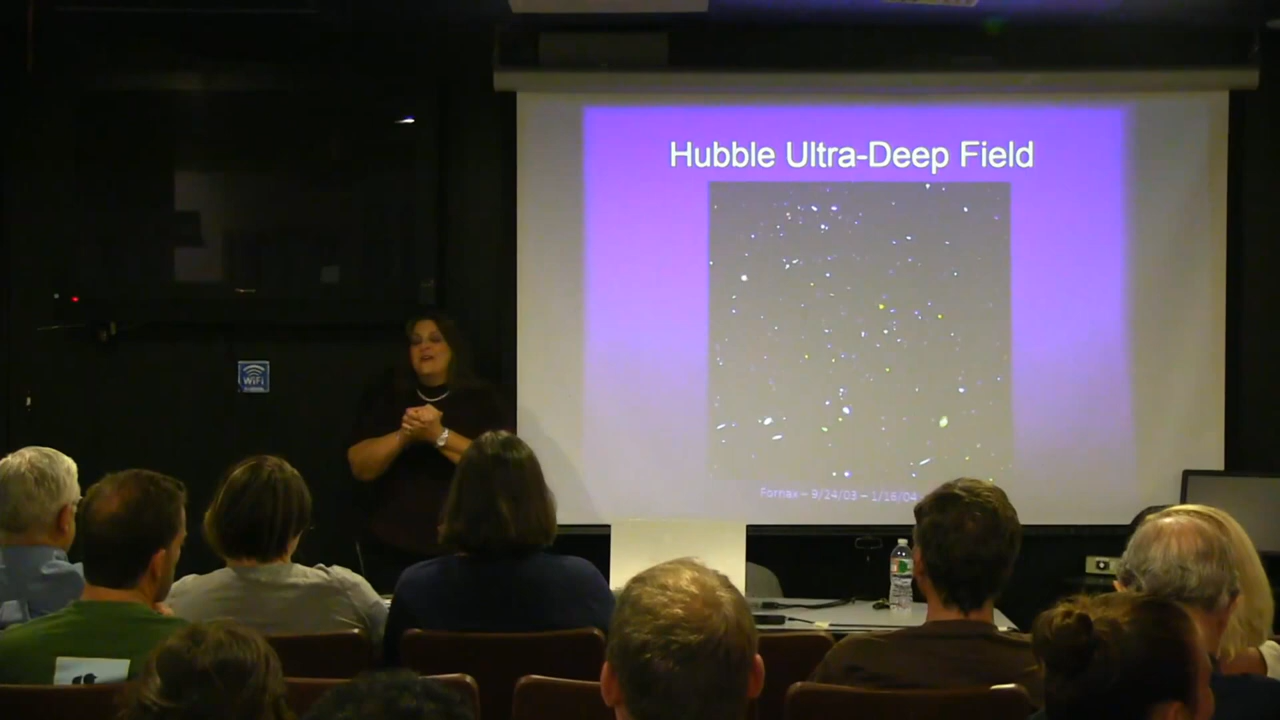 Hubble Ultra-Deep Field
WiFi
Fornax – 9/24/03 – 1/16/04